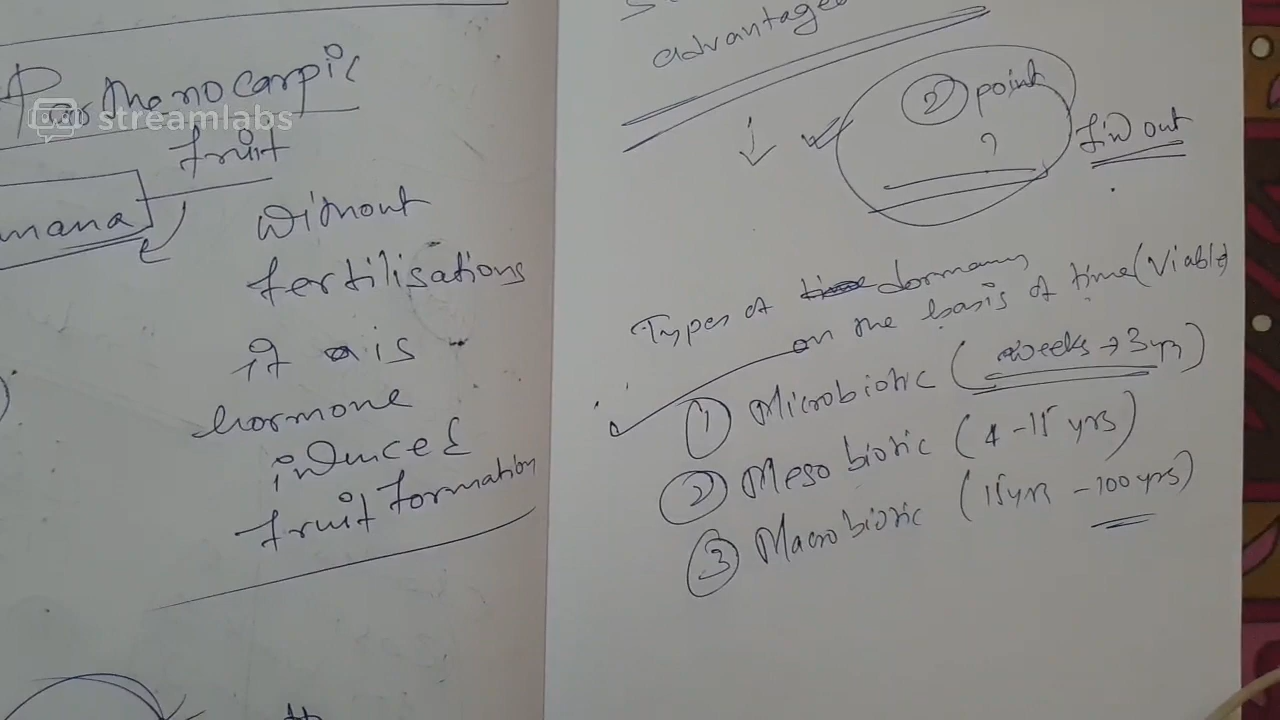 Parthenocarpic
fruit
mana
without
fertilisations
it is
hormone
induced
fruit formation
streamlabs
advantage
② point
?
find out
Types of dormancy
on the basis of time (viable)
① Microbiotic (weeks → 3 yrs)
② Mesobiotic (4 - 15 yrs)
③ Macrobiotic (15 yrs - 100 yrs)